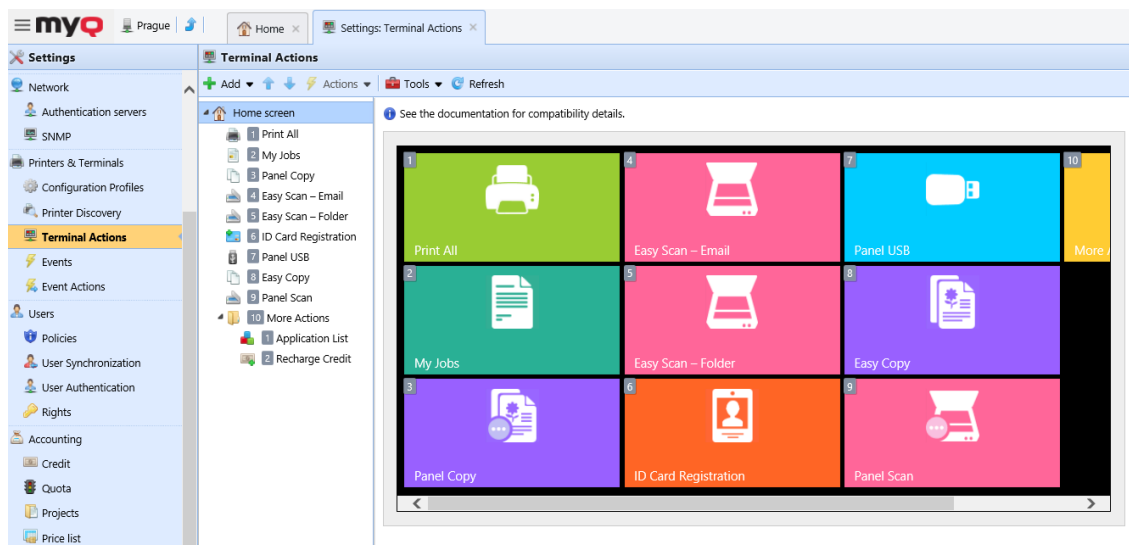 myQ Prague Home Settings: Terminal Actions
Settings
Network
Authentication servers
SNMP
Printers & Terminals
Configuration Profiles
Printer Discovery
Terminal Actions
Events
Event Actions
Users
Policies
User Synchronization
User Authentication
Rights
Accounting
Credit
Quota
Projects
Price list
Terminal Actions
Add Actions Tools Refresh
Home screen
1 Print All
2 My Jobs
3 Panel Copy
4 Easy Scan – Email
5 Easy Scan – Folder
6 ID Card Registration
7 Panel USB
8 Easy Copy
9 Panel Scan
10 More Actions
1 Application List
2 Recharge Credit
See the documentation for compatibility details.
1
Print All
2
My Jobs
3
Panel Copy
4
Easy Scan – Email
5
Easy Scan – Folder
6
ID Card Registration
7
Panel USB
8
Easy Copy
9
Panel Scan
10
More